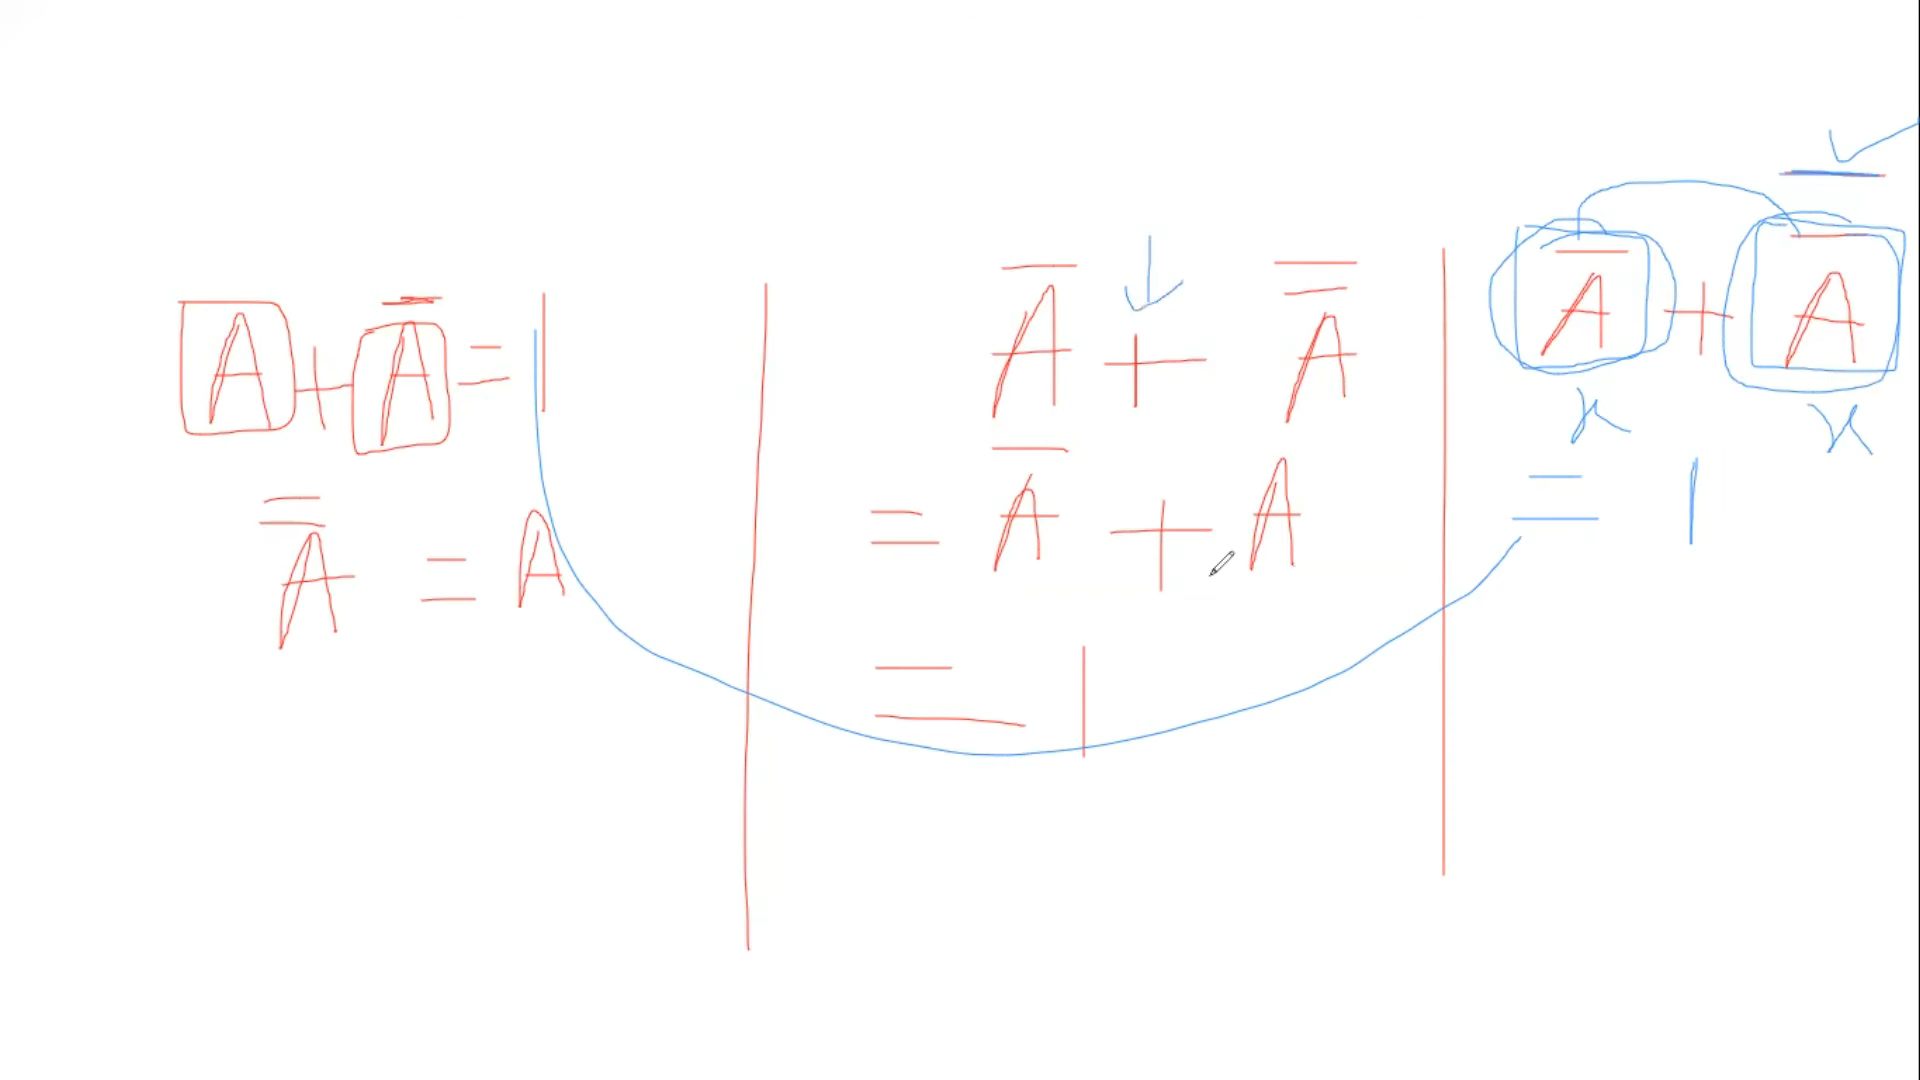 A + A̅ = 1
A̿ = A
A̅ + A̿
= A̅ + A
= 1
A̅ + A̿
x x
= 1